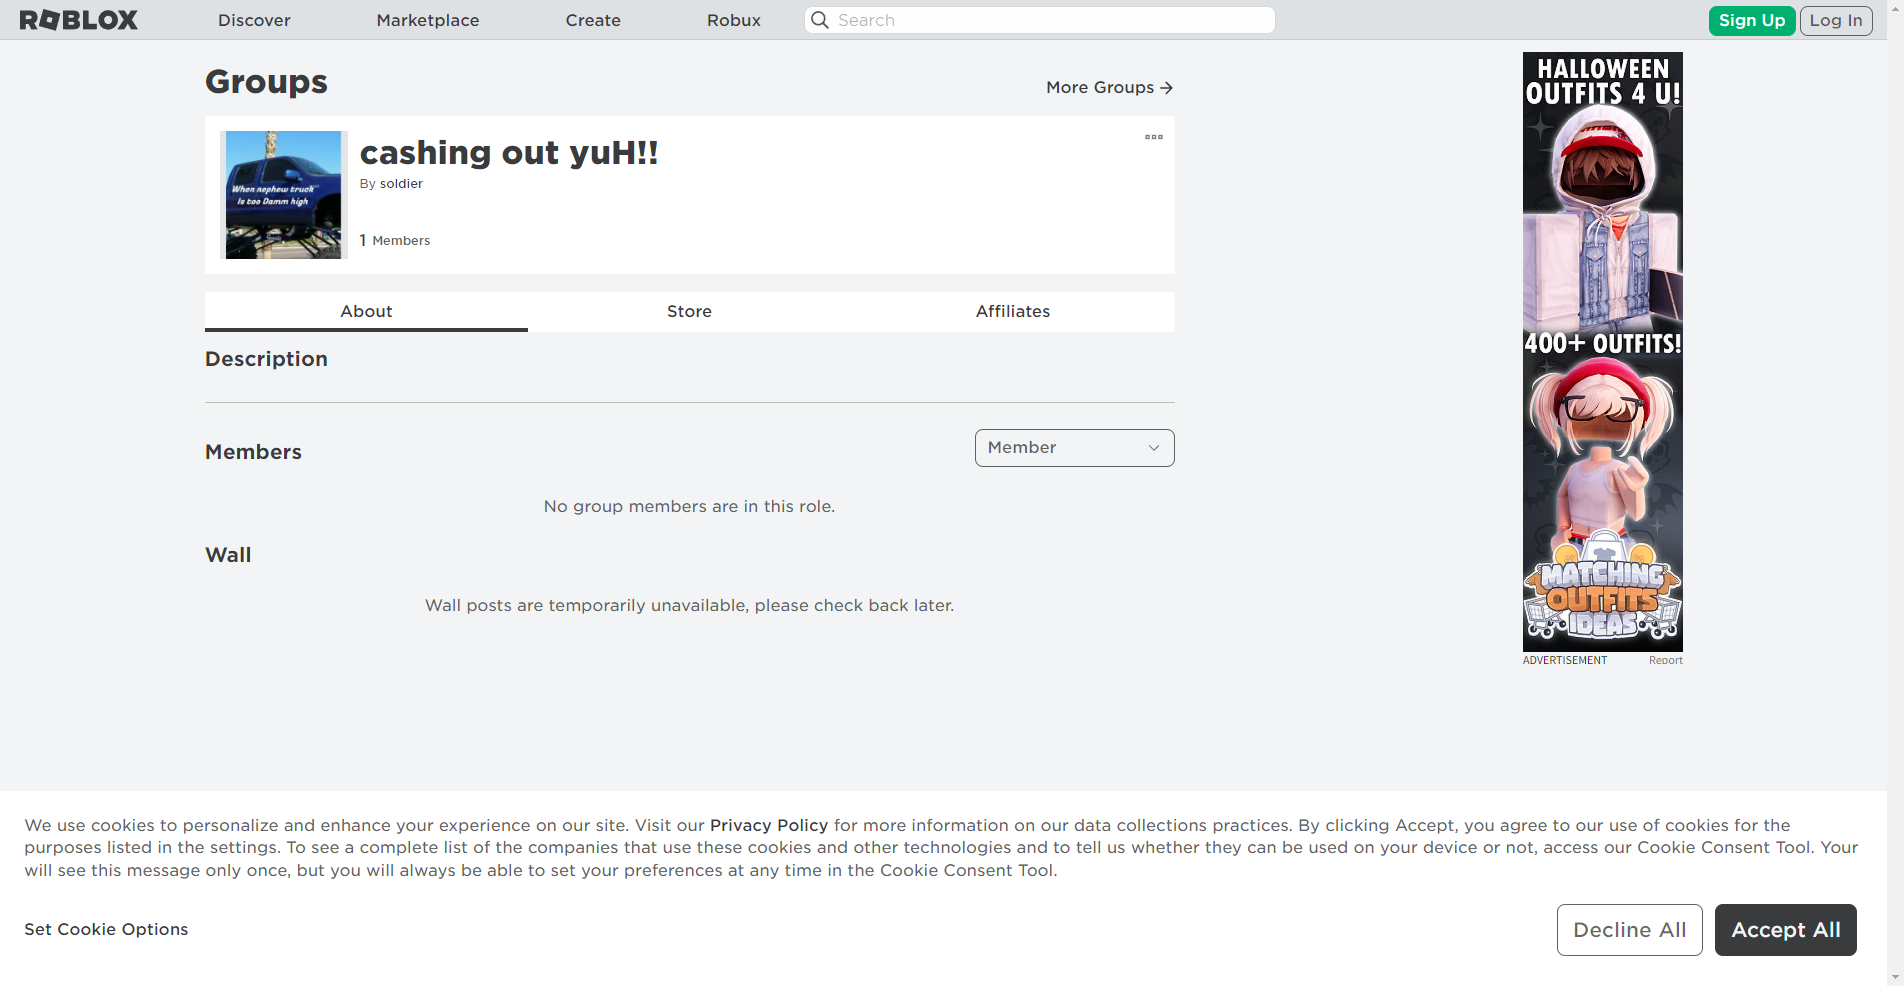 ROBLOX
Discover
Marketplace
Create
Robux
Search
Sign Up
Log In
Groups
More Groups
cashing out yuH!!
By soldier
1 Members
When nephew truck
Is too Damm high
About
Store
Affiliates
Description
Members
Member
No group members are in this role.
Wall
Wall posts are temporarily unavailable, please check back later.
HALLOWEEN
OUTFITS 4 U!
400+ OUTFITS!
MATCHING
OUTFITS
IDEAS
ADVERTISEMENT
Report
We use cookies to personalize and enhance your experience on our site. Visit our Privacy Policy for more information on our data collections practices. By clicking Accept, you agree to our use of cookies for the
purposes listed in the settings. To see a complete list of the companies that use these cookies and other technologies and to tell us whether they can be used on your device or not, access our Cookie Consent Tool. Your
will see this message only once, but you will always be able to set your preferences at any time in the Cookie Consent Tool.
Set Cookie Options
Decline All
Accept All